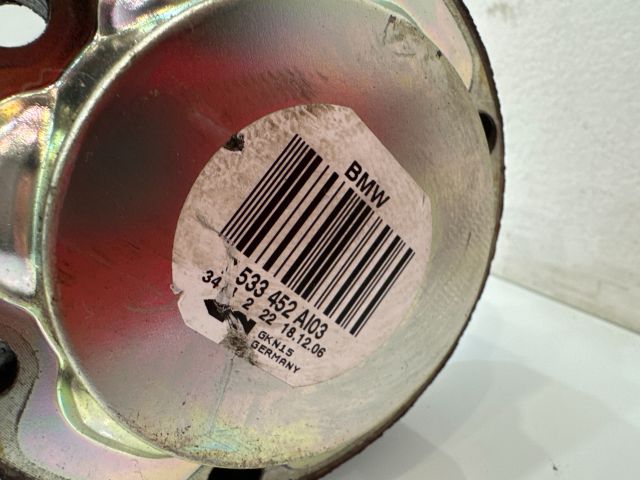 BMW
533 452 AI03
34 2 22 18.12.06
GKN15
GERMANY